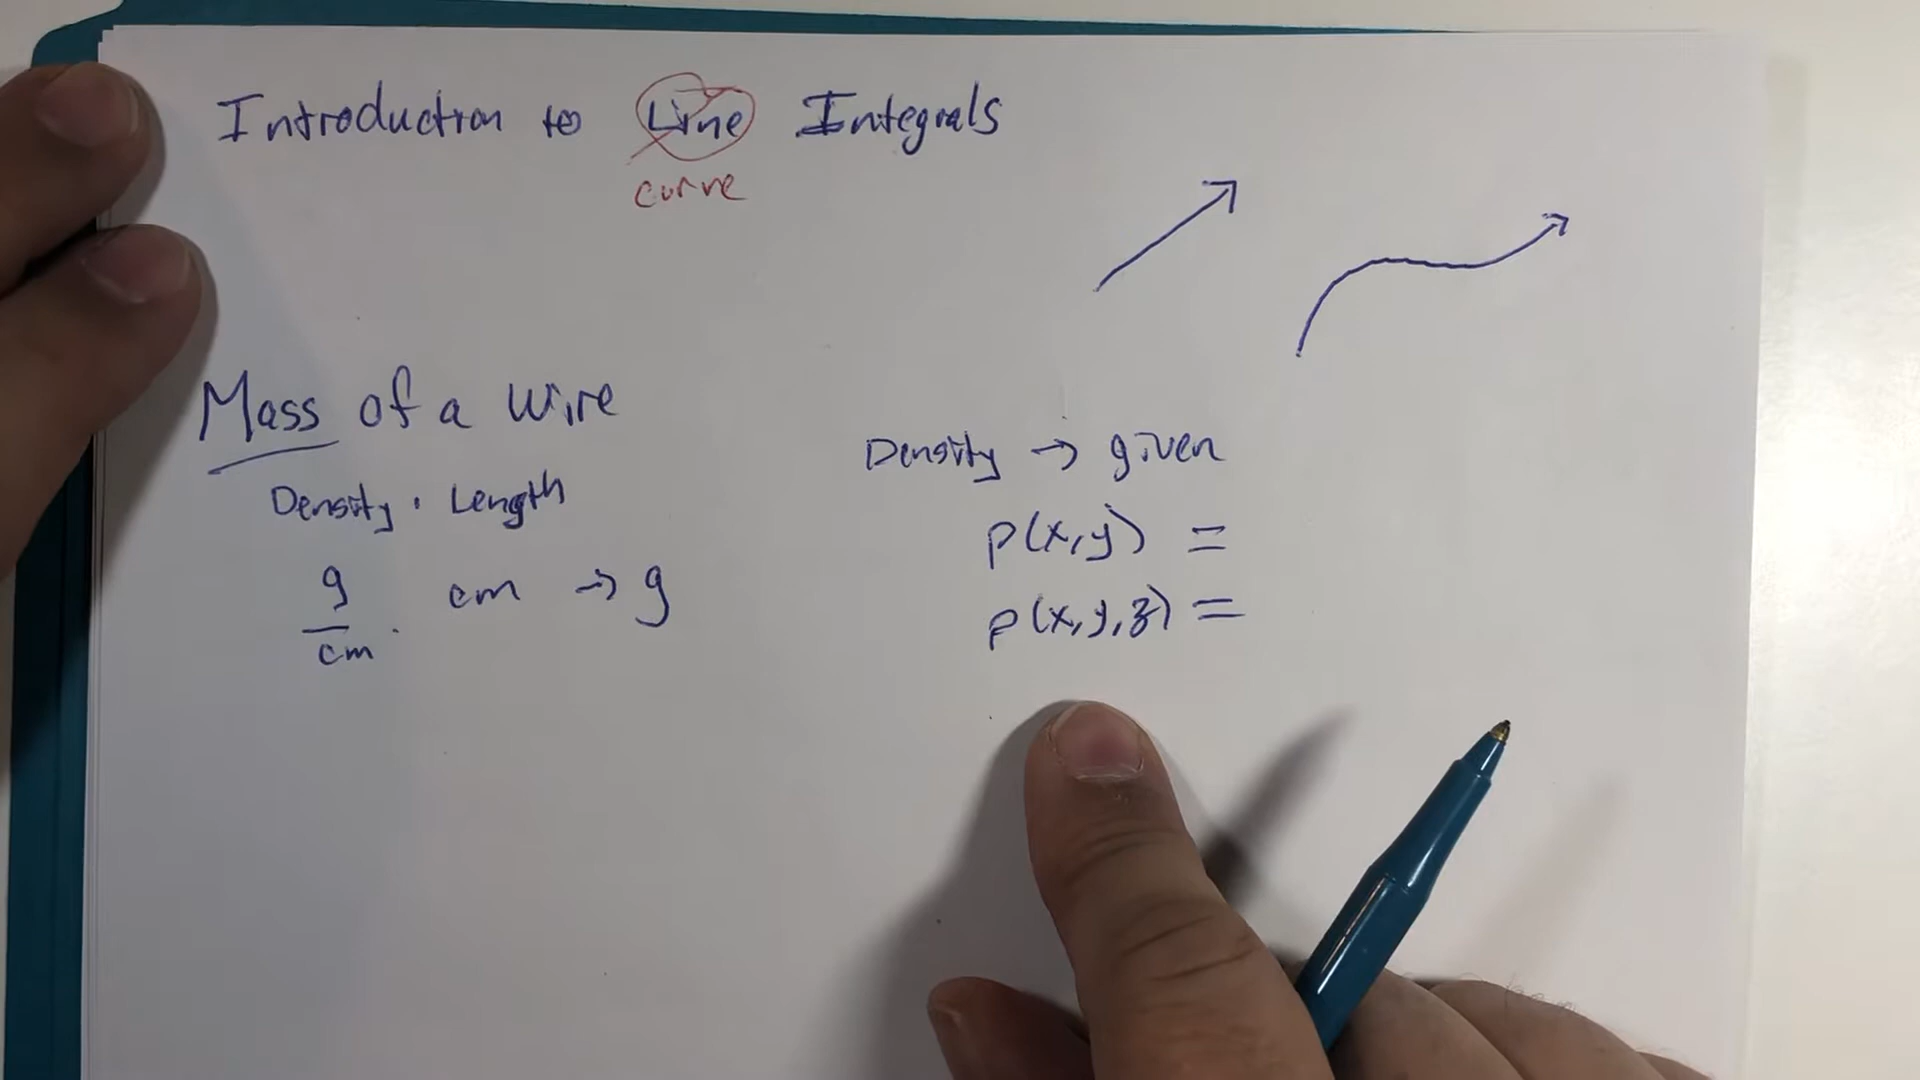 Introduction to Line Integrals
curve
Mass of a Wire
Density · Length
g/cm · cm → g
Density → given
ρ(x,y) =
ρ(x,y,z) =